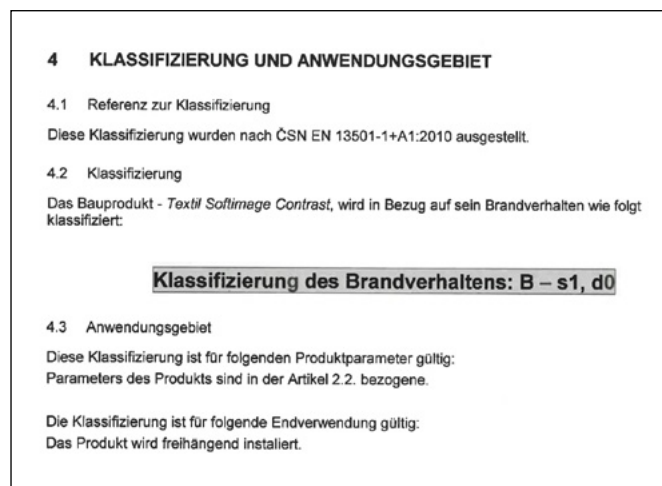 4 KLASSIFIZIERUNG UND ANWENDUNGSGEBIET
4.1 Referenz zur Klassifizierung
Diese Klassifizierung wurden nach ČSN EN 13501-1+A1:2010 ausgestellt.
4.2 Klassifizierung
Das Bauprodukt - Textil Softimage Contrast, wird in Bezug auf sein Brandverhalten wie folgt
klassifiziert:
Klassifizierung des Brandverhaltens: B – s1, d0
4.3 Anwendungsgebiet
Diese Klassifizierung ist für folgenden Produktparameter gültig:
Parameters des Produkts sind in der Artikel 2.2. bezogene.
Die Klassifizierung ist für folgende Endverwendung gültig:
Das Produkt wird freihängend instaliert.